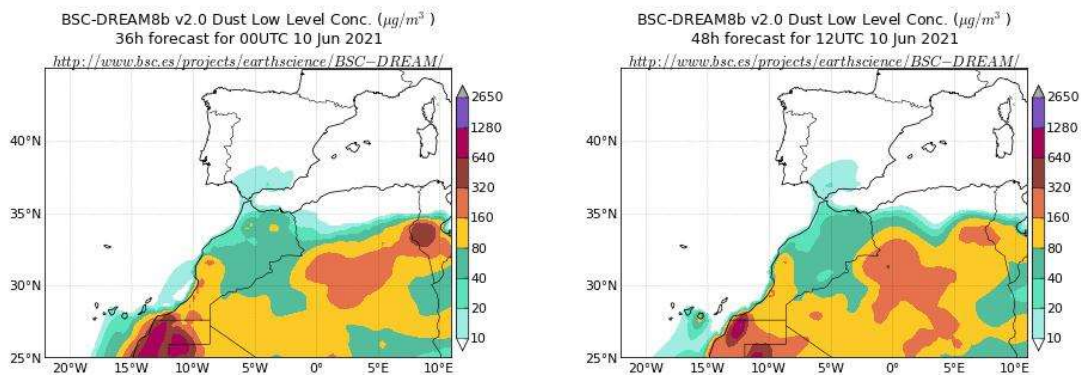 BSC-DREAM8b v2.0 Dust Low Level Conc. (μg/m³ )
36h forecast for 00UTC 10 Jun 2021
http://www.bsc.es/projects/earthscience/BSC−DREAM/
40°N
35°N
30°N
25°N
20°W
15°W
10°W
5°W
0°
5°E
10°E
2650
1280
640
320
160
80
40
20
10
BSC-DREAM8b v2.0 Dust Low Level Conc. (μg/m³ )
48h forecast for 12UTC 10 Jun 2021
http://www.bsc.es/projects/earthscience/BSC−DREAM/
40°N
35°N
30°N
25°N
20°W
15°W
10°W
5°W
0°
5°E
10°E
2650
1280
640
320
160
80
40
20
10